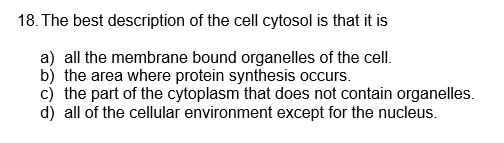 18. The best description of the cell cytosol is that it is
a) all the membrane bound organelles of the cell.
b) the area where protein synthesis occurs.
c) the part of the cytoplasm that does not contain organelles.
d) all of the cellular environment except for the nucleus.